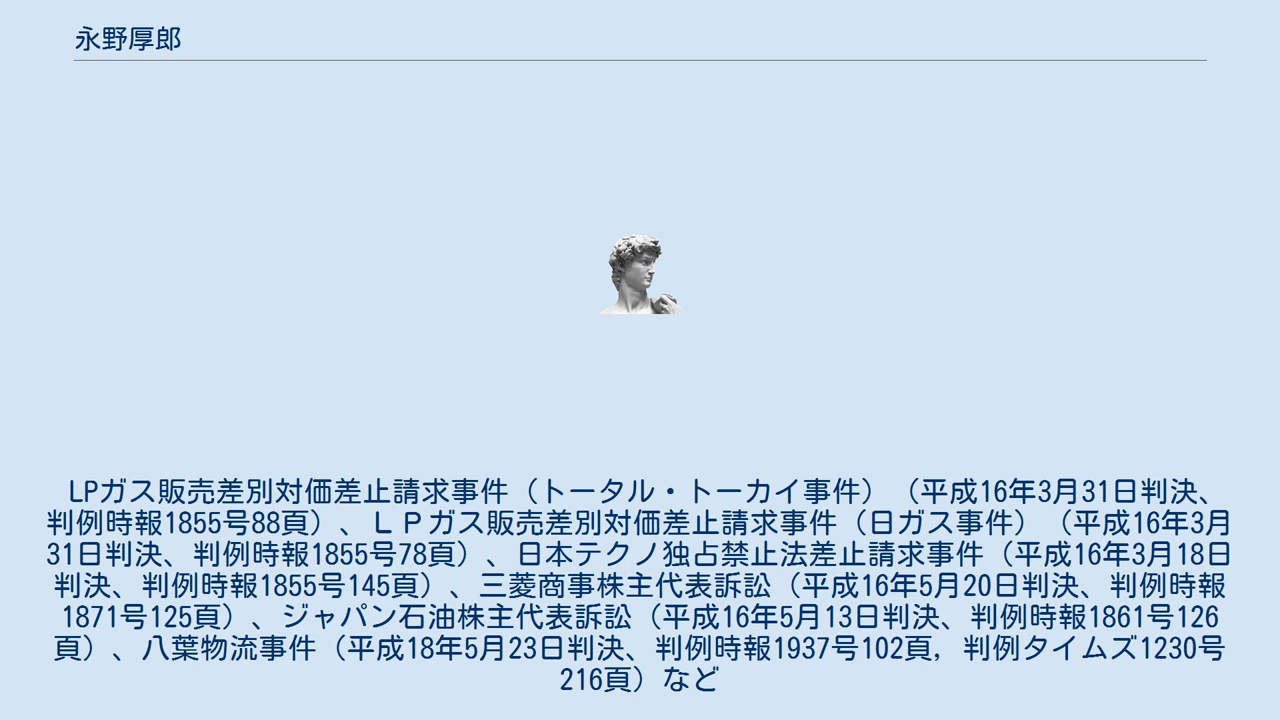 永野厚郎
LPガス販売差別対価差止請求事件（トータル・トーカイ事件）（平成16年3月31日判決、
判例時報1855号88頁）、ＬＰガス販売差別対価差止請求事件（日ガス事件）（平成16年3月
31日判決、判例時報1855号78頁）、日本テクノ独占禁止法差止請求事件（平成16年3月18日
判決、判例時報1855号145頁）、三菱商事株主代表訴訟（平成16年5月20日判決、判例時報
1871号125頁）、ジャパン石油株主代表訴訟（平成16年5月13日判決、判例時報1861号126
頁）、八葉物流事件（平成18年5月23日判決、判例時報1937号102頁，判例タイムズ1230号
216頁）など